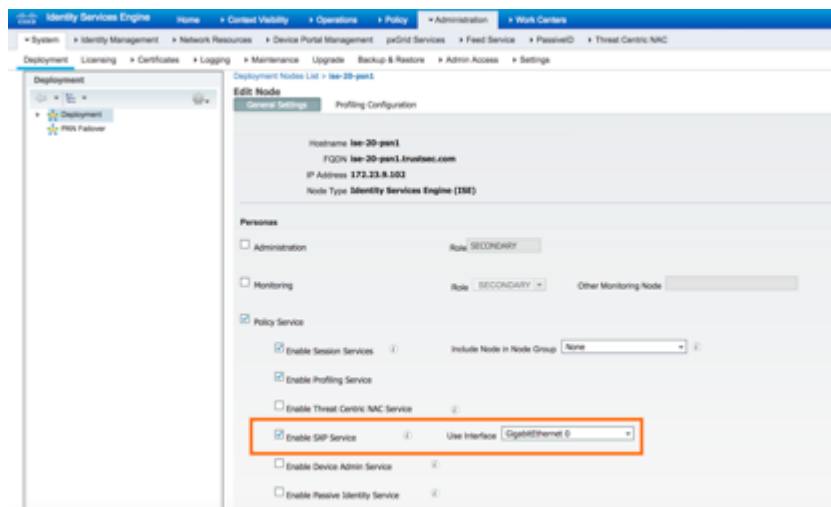 CISCO Identity Services Engine Home Context Visibility Operations Policy Administration Work Centers
System Identity Management Network Resources Device Portal Management pxGrid Services Feed Service PassiveID Threat Centric NAC
Deployment Licensing Certificates Logging Maintenance Upgrade Backup & Restore Admin Access Settings
Deployment
Deployment
PAN Failover
Deployment Nodes List > ise-20-psn1
Edit Node
General Settings Profiling Configuration
Hostname ise-20-psn1
FQDN ise-20-psn1.trustsec.com
IP Address 172.23.9.102
Node Type Identity Services Engine (ISE)
Personas
Administration Role SECONDARY
Monitoring Role SECONDARY Other Monitoring Node
Policy Service
Enable Session Services Include Node in Node Group None
Enable Profiling Service
Enable Threat Centric NAC Service
Enable SXP Service Use Interface GigabitEthernet 0
Enable Device Admin Service
Enable Passive Identity Service